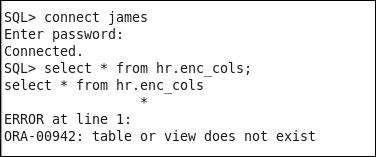 SQL> connect james
Enter password:
Connected.
SQL> select * from hr.enc_cols;
select * from hr.enc_cols
                 *
ERROR at line 1:
ORA-00942: table or view does not exist